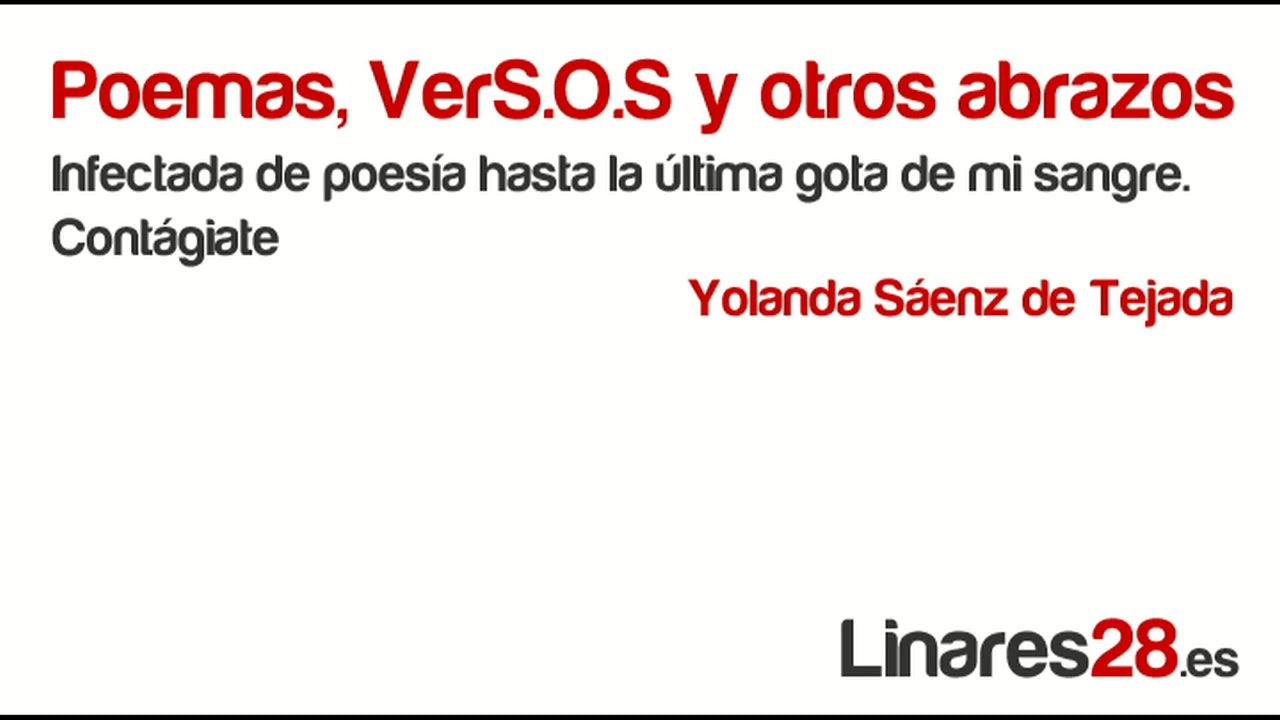 Poemas, VerS.O.S y otros abrazos
Infectada de poesía hasta la última gota de mi sangre.
Contágiate
Yolanda Sáenz de Tejada
Linares28.es